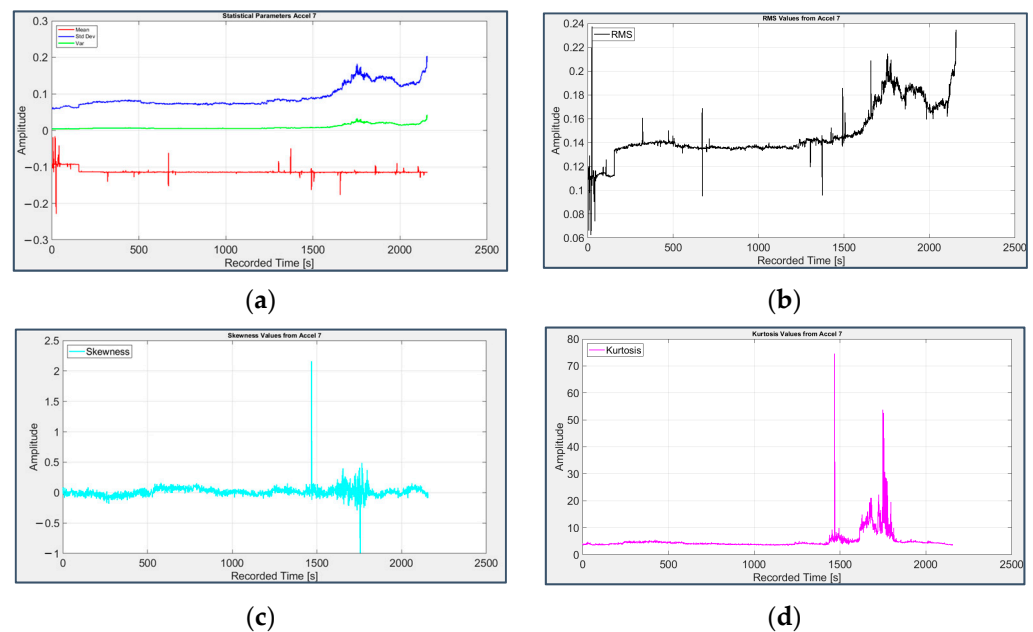 Statistical Parameters Accel 7
Mean
Std Dev
Var
0.3
0.2
0.1
0
−0.1
−0.2
−0.3
Amplitude
0 500 1000 1500 2000 2500
Recorded Time [s]
(a)
RMS Values from Accel 7
RMS
0.24
0.22
0.2
0.18
0.16
0.14
0.12
0.1
0.08
0.06
Amplitude
0 500 1000 1500 2000 2500
Recorded Time [s]
(b)
Skewness Values from Accel 7
Skewness
2.5
2
1.5
1
0.5
0
−0.5
−1
Amplitude
0 500 1000 1500 2000 2500
Recorded Time [s]
(c)
Kurtosis Values from Accel 7
Kurtosis
80
70
60
50
40
30
20
10
0
Amplitude
0 500 1000 1500 2000 2500
Recorded Time [s]
(d)